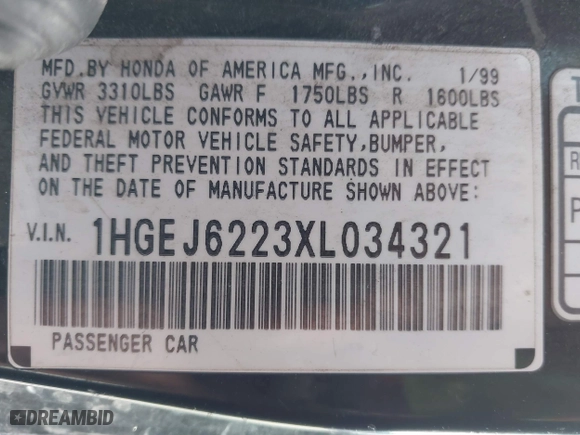 MFD.BY HONDA OF AMERICA MFG.,INC. 1/99
GVWR 3310LBS GAWR F 1750LBS R 1600LBS
THIS VEHICLE CONFORMS TO ALL APPLICABLE
FEDERAL MOTOR VEHICLE SAFETY,BUMPER,
AND THEFT PREVENTION STANDARDS IN EFFECT
ON THE DATE OF MANUFACTURE SHOWN ABOVE:
V.I.N. 1HGEJ6223XL034321
PASSENGER CAR
DREAMBID